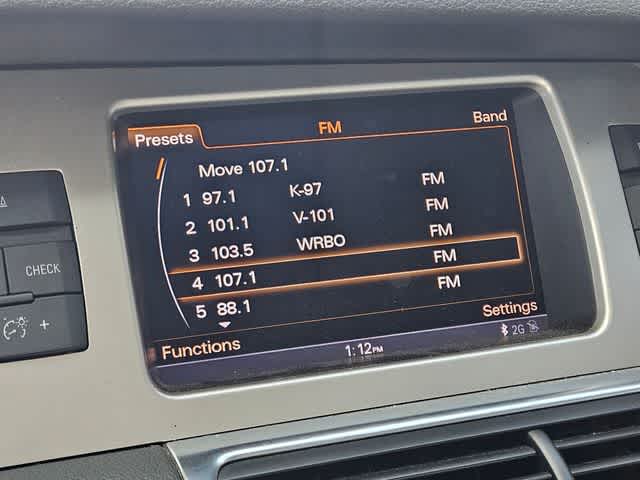 FM
Band
Presets
Move 107.1
1 97.1 K-97 FM
2 101.1 V-101 FM
3 103.5 WRBO FM
4 107.1 FM
5 88.1 FM
Functions
Settings
1:12PM
2G
CHECK
+